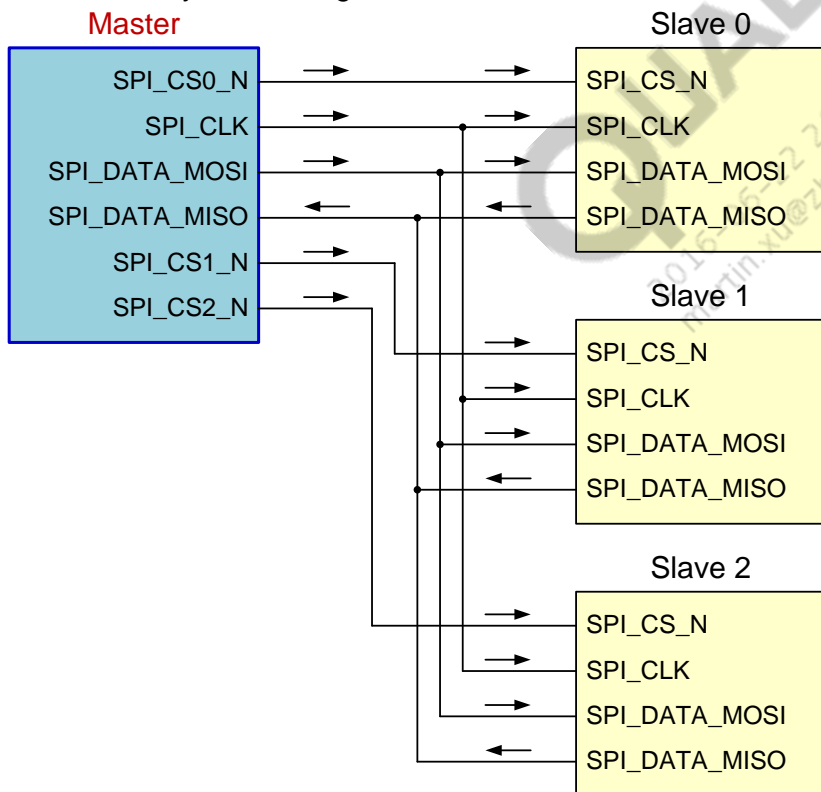 Master
SPI_CS0_N
SPI_CLK
SPI_DATA_MOSI
SPI_DATA_MISO
SPI_CS1_N
SPI_CS2_N
Slave 0
SPI_CS_N
SPI_CLK
SPI_DATA_MOSI
SPI_DATA_MISO
Slave 1
SPI_CS_N
SPI_CLK
SPI_DATA_MOSI
SPI_DATA_MISO
Slave 2
SPI_CS_N
SPI_CLK
SPI_DATA_MOSI
SPI_DATA_MISO